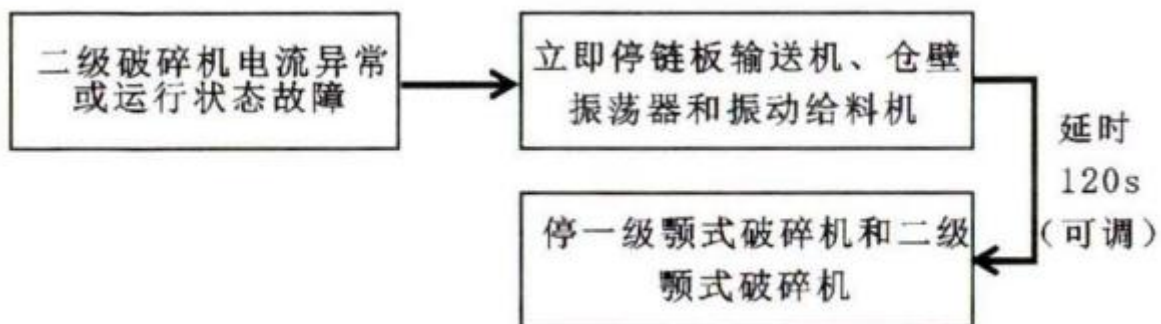 二级破碎机电流异常
或运行状态故障
立即停链板输送机、仓壁
振荡器和振动给料机
延时
120s
(可调)
停一级颚式破碎机和二级
颚式破碎机